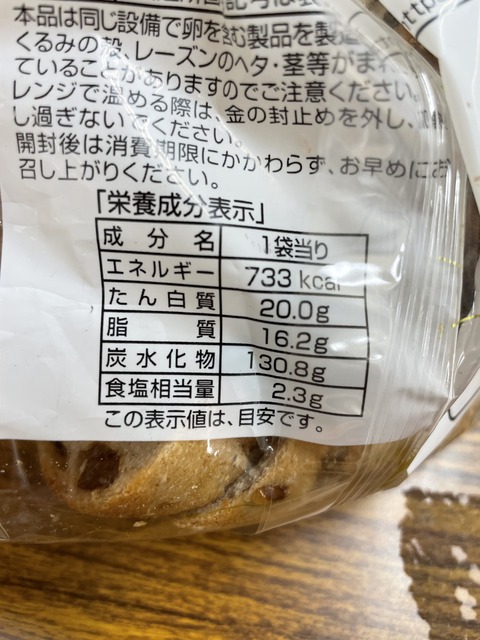 本品は同じ設備で卵を含む製品を製造
くるみの殻、レーズンのヘタ・茎等がまれ
ていることがありますのでご注意ください。
レンジで温める際は、金の封止めを外し、
し過ぎないでください。
開封後は消費期限にかかわらず、お早めにお
召し上がりください。
「栄養成分表示」
成分名 1袋当り
エネルギー 733 kcal
たん白質 20.0g
脂質 16.2g
炭水化物 130.8g
食塩相当量 2.3g
この表示値は、目安です。